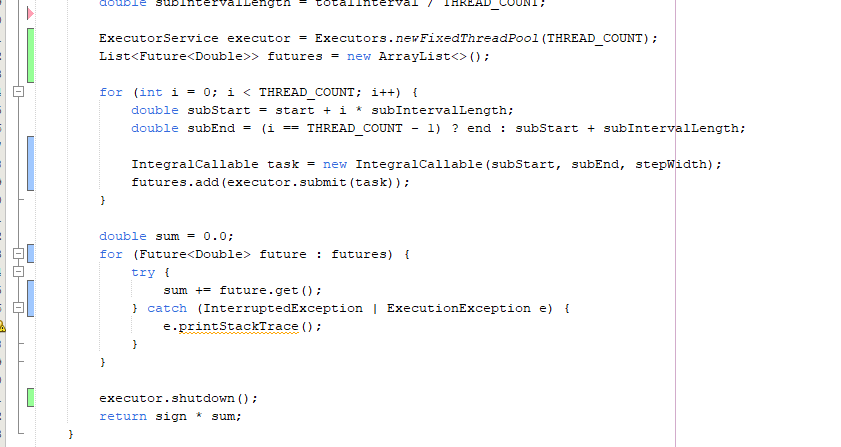 double subIntervalLength = totalInterval / THREAD_COUNT;
ExecutorService executor = Executors.newFixedThreadPool(THREAD_COUNT);
List<Future<Double>> futures = new ArrayList<>();
for (int i = 0; i < THREAD_COUNT; i++) {
double subStart = start + i * subIntervalLength;
double subEnd = (i == THREAD_COUNT - 1) ? end : subStart + subIntervalLength;
IntegralCallable task = new IntegralCallable(subStart, subEnd, stepWidth);
futures.add(executor.submit(task));
}
double sum = 0.0;
for (Future<Double> future : futures) {
try {
sum += future.get();
} catch (InterruptedException | ExecutionException e) {
e.printStackTrace();
}
}
executor.shutdown();
return sign * sum;
}